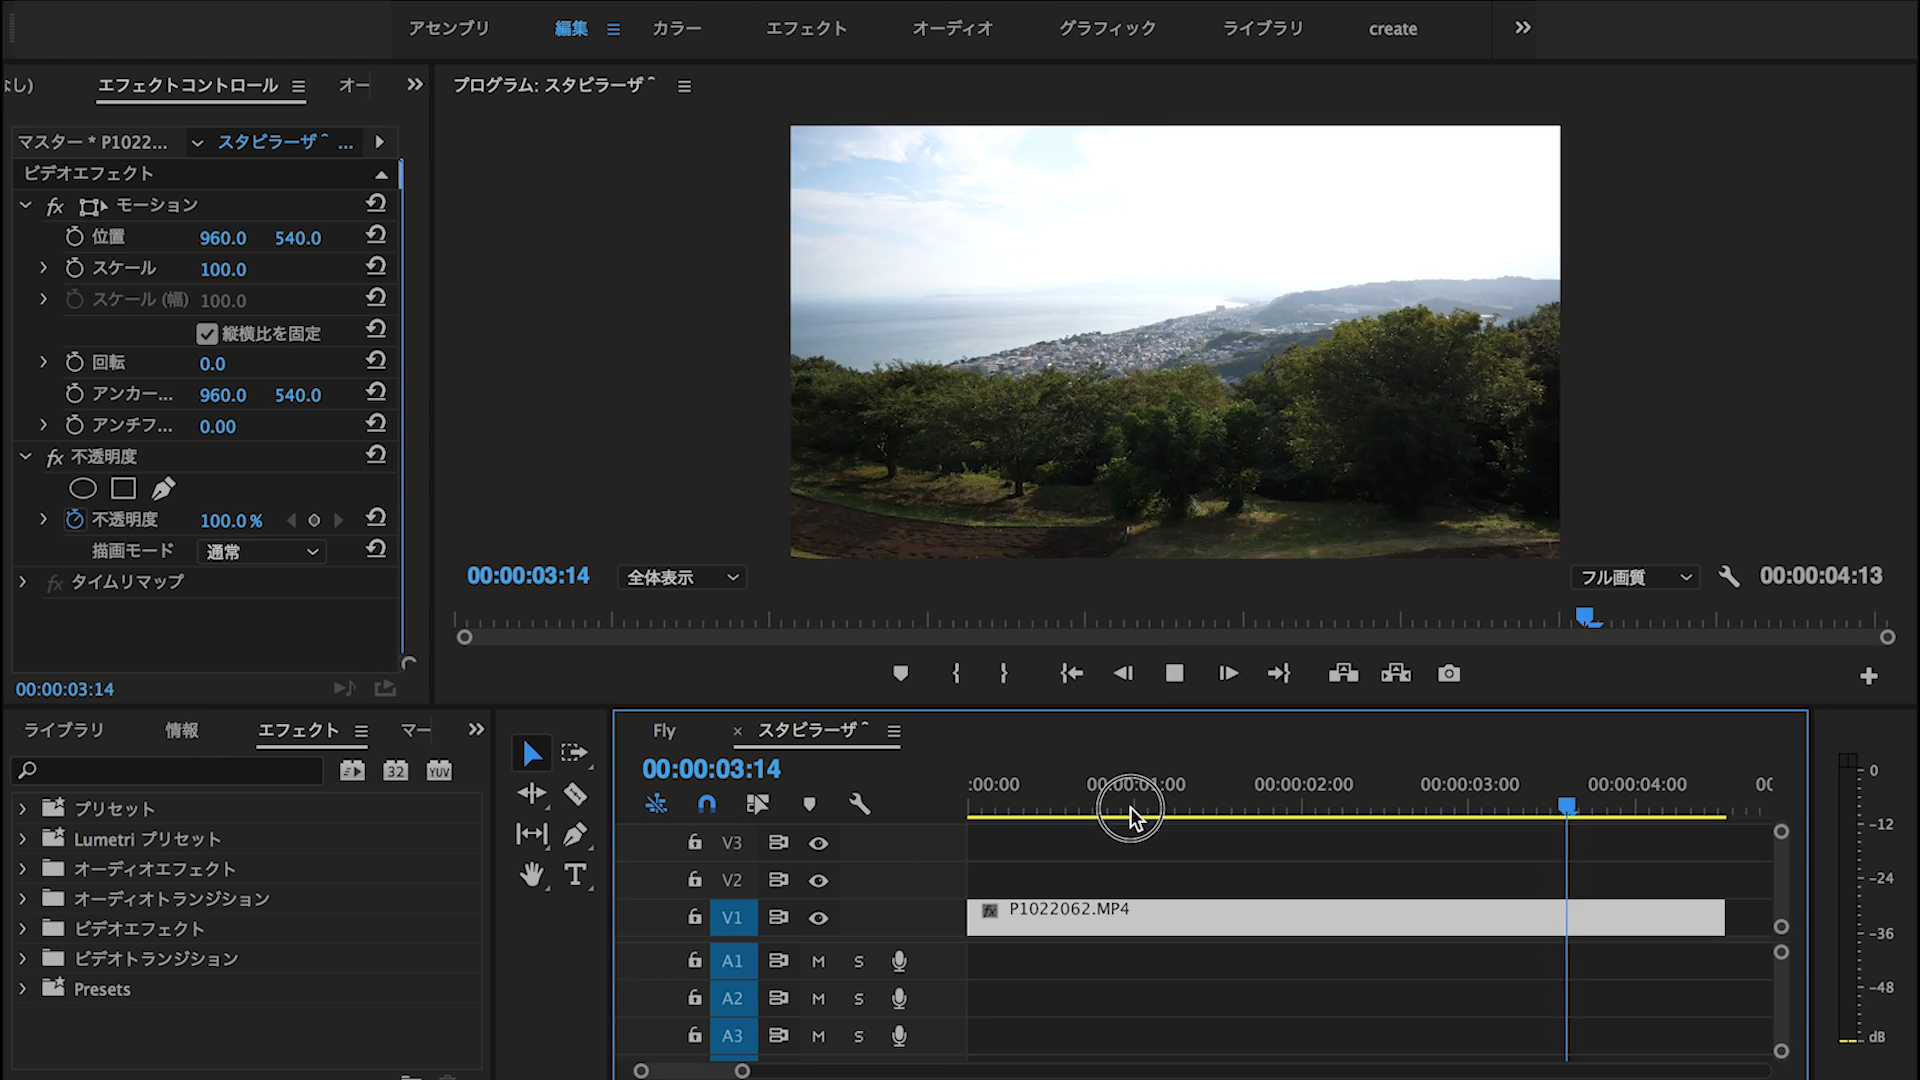 アセンブリ 編集 カラー エフェクト オーディオ グラフィック ライブラリ create
なし) エフェクトコントロール オー
プログラム: スタビラーザ＾
マスター * P1022... スタビラーザ＾ ...
ビデオエフェクト
fx モーション
位置 960.0 540.0
スケール 100.0
スケール (幅) 100.0
縦横比を固定
回転 0.0
アンカー... 960.0 540.0
アンチフ... 0.00
fx 不透明度
不透明度 100.0 %
描画モード 通常
fx タイムリマップ
00:00:03:14
00:00:03:14 全体表示 フル画質 00:00:04:13
ライブラリ 情報 エフェクト マー
32 YUV
プリセット
Lumetri プリセット
オーディオエフェクト
オーディオトランジション
ビデオエフェクト
ビデオトランジション
Presets
Fly × スタビラーザ＾
00:00:03:14
:00:00 00:00:01:00 00:00:02:00 00:00:03:00 00:00:04:00 00
V3
V2
V1 fx P1022062.MP4
A1 M S
A2 M S
A3 M S
T
0
-12
-24
-36
-48
dB